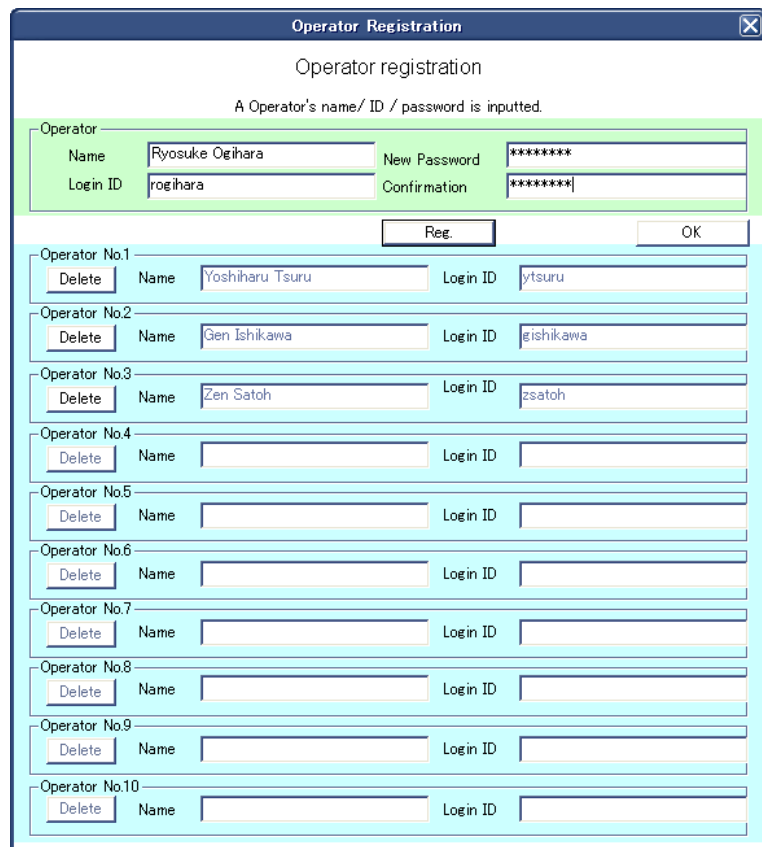 Operator Registration
Operator registration
A Operator's name/ ID / password is inputted.
Operator
Name Ryosuke Ogihara New Password ********
Login ID rogihara Confirmation ********
Reg. OK
Operator No.1
Delete Name Yoshiharu Tsuru Login ID ytsuru
Operator No.2
Delete Name Gen Ishikawa Login ID gishikawa
Operator No.3
Delete Name Zen Satoh Login ID zsatoh
Operator No.4
Delete Name Login ID
Operator No.5
Delete Name Login ID
Operator No.6
Delete Name Login ID
Operator No.7
Delete Name Login ID
Operator No.8
Delete Name Login ID
Operator No.9
Delete Name Login ID
Operator No.10
Delete Name Login ID